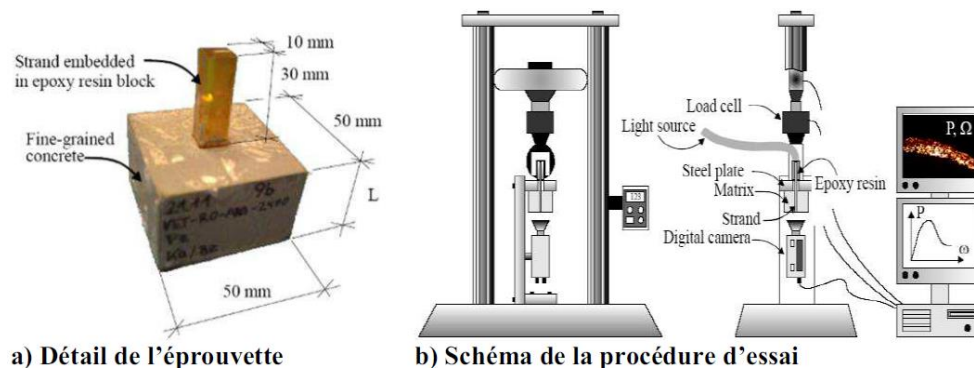 10 mm
Strand embedded
in epoxy resin block
30 mm
50 mm
Fine-grained
concrete
L
96
50 mm
a) Détail de l'éprouvette
Load cell
Light source
Steel plate
Matrix
Epoxy resin
Strand
Digital camera
P, Ω
P
ω
b) Schéma de la procédure d'essai